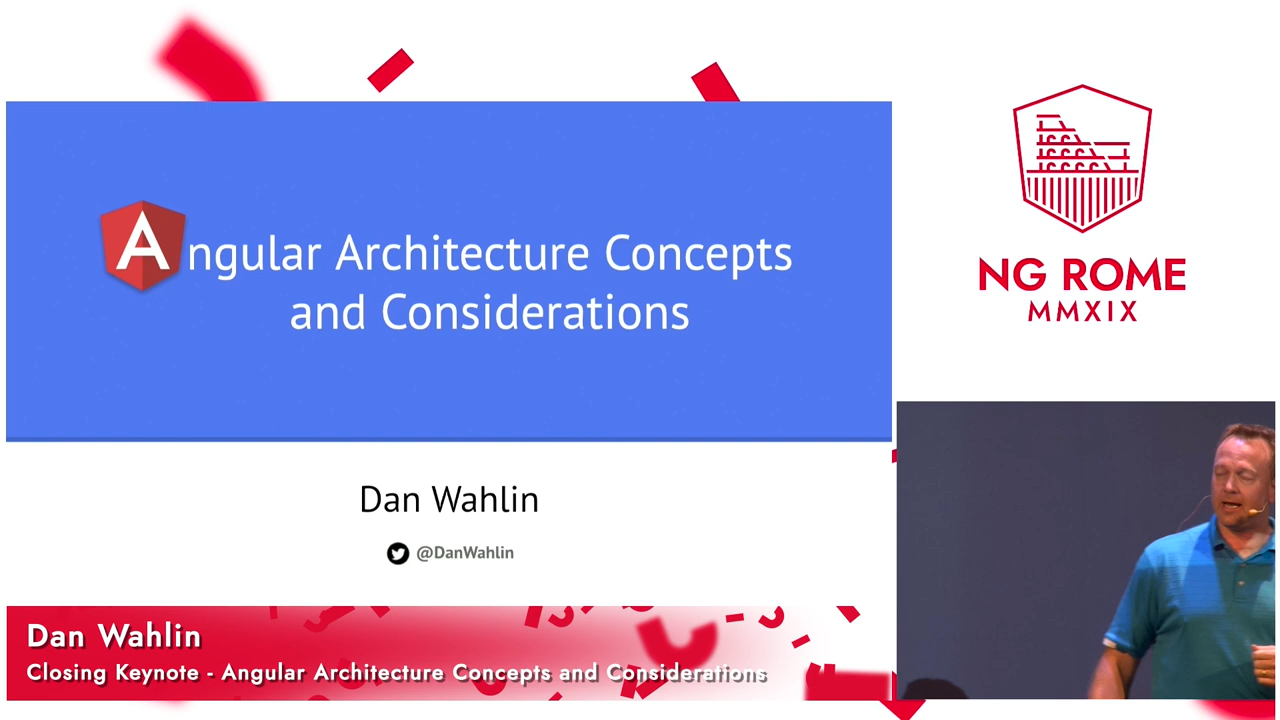 Angular Architecture Concepts
and Considerations
Dan Wahlin
@DanWahlin
Dan Wahlin
Closing Keynote - Angular Architecture Concepts and Considerations
NG ROME
MMXIX